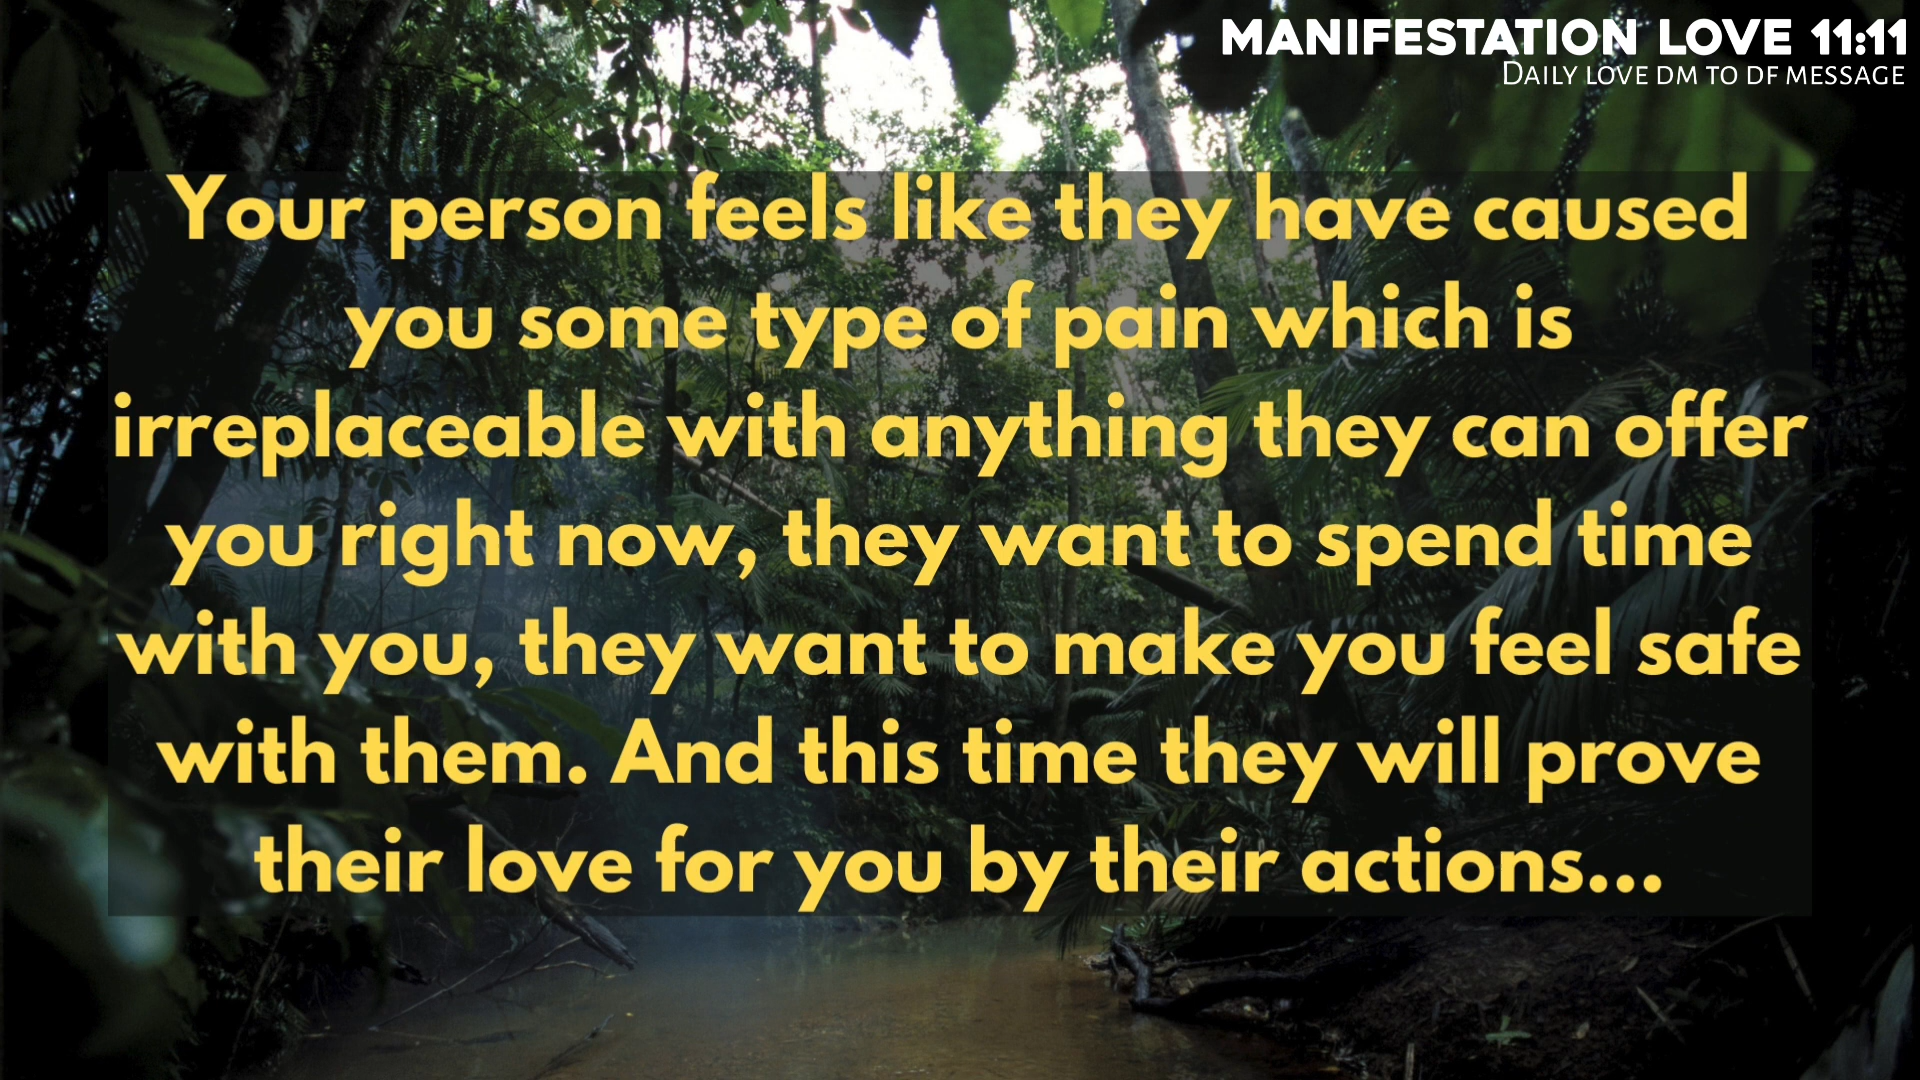 MANIFESTATION LOVE 11:11
DAILY LOVE DM TO DF MESSAGE
Your person feels like they have caused
you some type of pain which is
irreplaceable with anything they can offer
you right now, they want to spend time
with you, they want to make you feel safe
with them. And this time they will prove
their love for you by their actions...